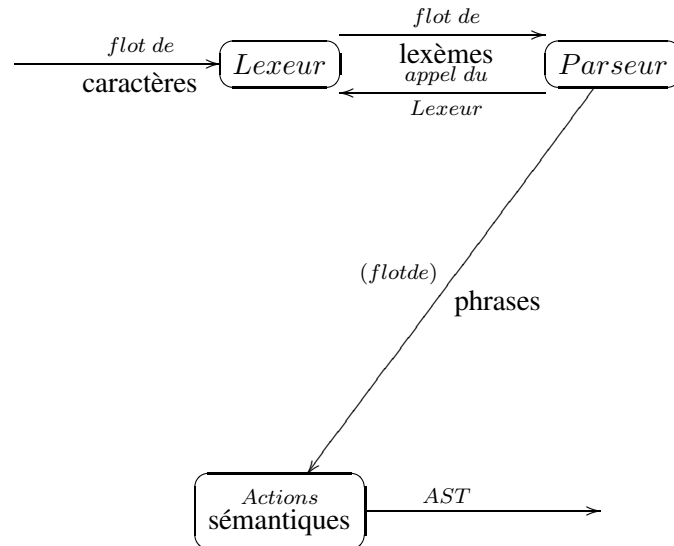 flot de
caractères
Lexeur
flot de
lexèmes
appel du
Lexeur
Parseur
(flotde)
phrases
Actions
sémantiques
AST